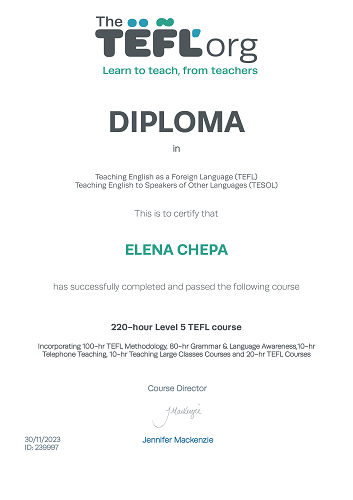 The
TEFL org
Learn to teach, from teachers
DIPLOMA
in
Teaching English as a Foreign Language (TEFL)
Teaching English to Speakers of Other Languages (TESOL)
This is to certify that
ELENA CHEPA
has successfully completed and passed the following course
220-hour Level 5 TEFL course
Incorporating 100-hr TEFL Methodology, 80-hr Grammar & Language Awareness,10-hr
Telephone Teaching, 10-hr Teaching Large Classes Courses and 20-hr TEFL Courses
Course Director
JMackenzie
Jennifer Mackenzie
30/11/2023
ID: 239997